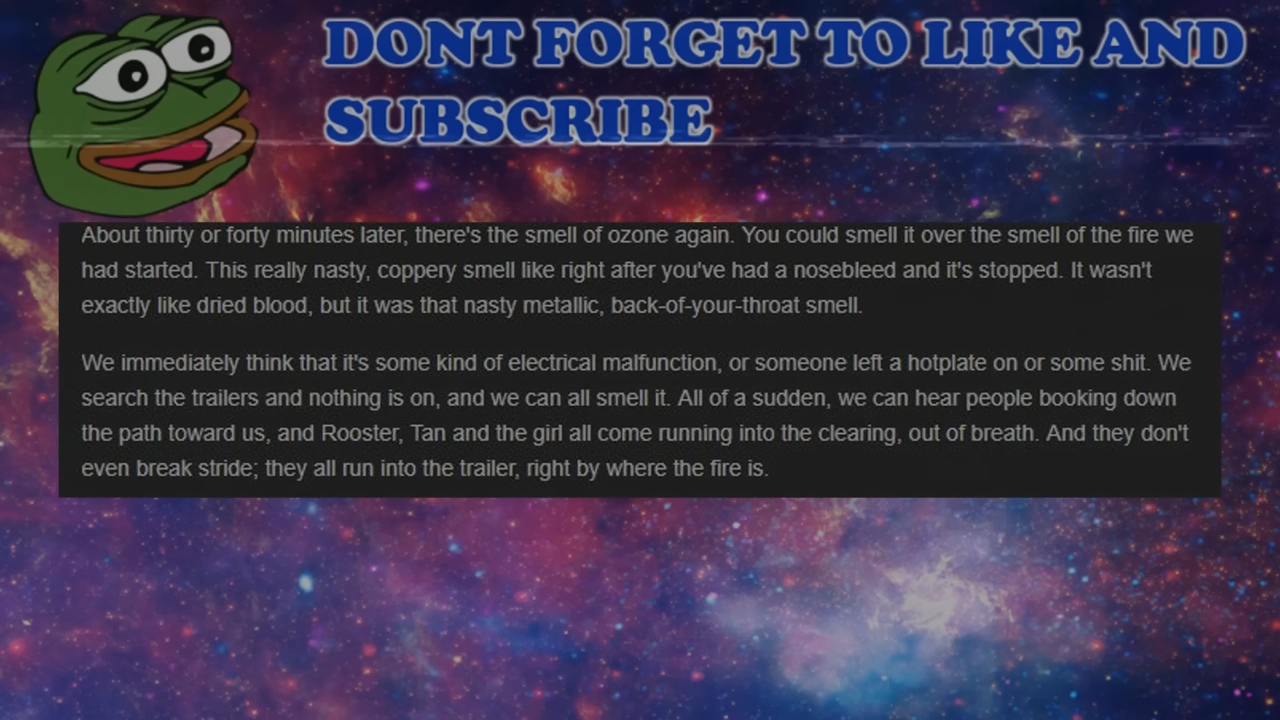 DONT FORGET TO LIKE AND
SUBSCRIBE
About thirty or forty minutes later, there's the smell of ozone again. You could smell it over the smell of the fire we
had started. This really nasty, coppery smell like right after you've had a nosebleed and it's stopped. It wasn't
exactly like dried blood, but it was that nasty metallic, back-of-your-throat smell.
We immediately think that it's some kind of electrical malfunction, or someone left a hotplate on or some shit. We
search the trailers and nothing is on, and we can all smell it. All of a sudden, we can hear people booking down
the path toward us, and Rooster, Tan and the girl all come running into the clearing, out of breath. And they don't
even break stride; they all run into the trailer, right by where the fire is.